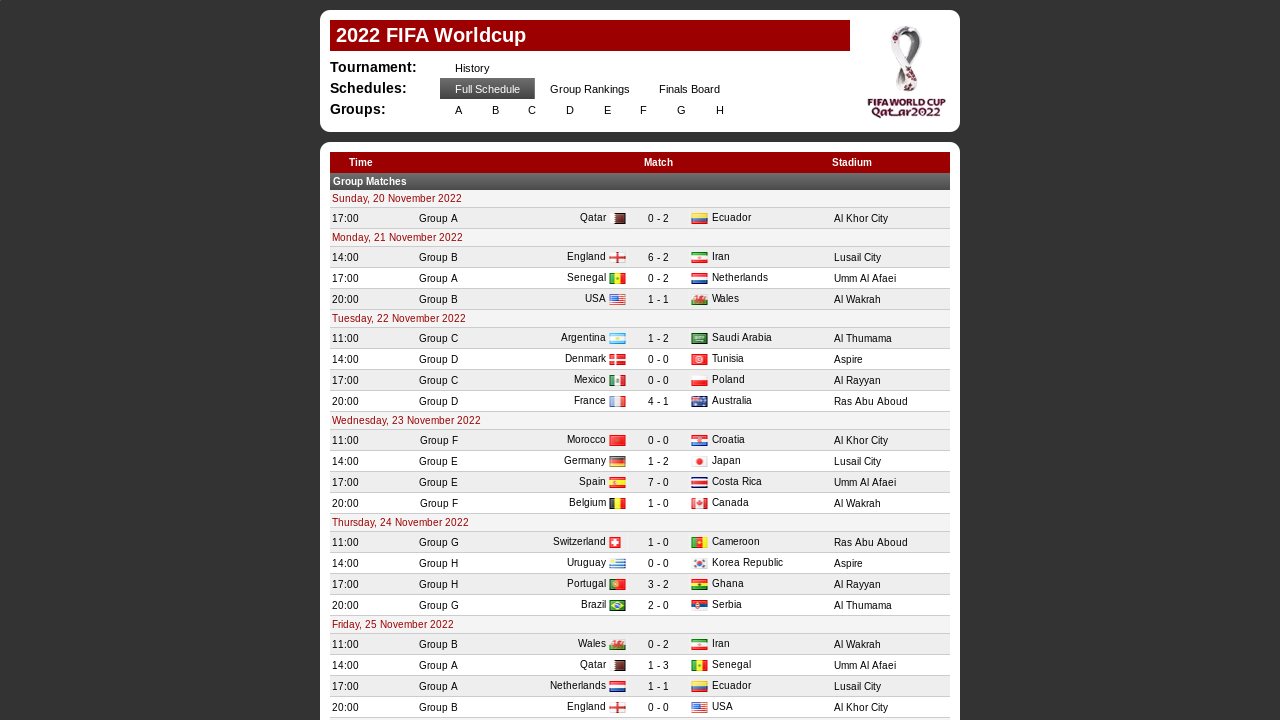 2022 FIFA Worldcup
Tournament: History
Schedules: Full Schedule Group Rankings Finals Board
Groups: A B C D E F G H
FIFA WORLD CUP
Qatar2022
Time Match Stadium
Group Matches
Sunday, 20 November 2022
17:00 Group A Qatar 0 - 2 Ecuador Al Khor City
Monday, 21 November 2022
14:00 Group B England 6 - 2 Iran Lusail City
17:00 Group A Senegal 0 - 2 Netherlands Umm Al Afaei
20:00 Group B USA 1 - 1 Wales Al Wakrah
Tuesday, 22 November 2022
11:00 Group C Argentina 1 - 2 Saudi Arabia Al Thumama
14:00 Group D Denmark 0 - 0 Tunisia Aspire
17:00 Group C Mexico 0 - 0 Poland Al Rayyan
20:00 Group D France 4 - 1 Australia Ras Abu Aboud
Wednesday, 23 November 2022
11:00 Group F Morocco 0 - 0 Croatia Al Khor City
14:00 Group E Germany 1 - 2 Japan Lusail City
17:00 Group E Spain 7 - 0 Costa Rica Umm Al Afaei
20:00 Group F Belgium 1 - 0 Canada Al Wakrah
Thursday, 24 November 2022
11:00 Group G Switzerland 1 - 0 Cameroon Ras Abu Aboud
14:00 Group H Uruguay 0 - 0 Korea Republic Aspire
17:00 Group H Portugal 3 - 2 Ghana Al Rayyan
20:00 Group G Brazil 2 - 0 Serbia Al Thumama
Friday, 25 November 2022
11:00 Group B Wales 0 - 2 Iran Al Wakrah
14:00 Group A Qatar 1 - 3 Senegal Umm Al Afaei
17:00 Group A Netherlands 1 - 1 Ecuador Lusail City
20:00 Group B England 0 - 0 USA Al Khor City